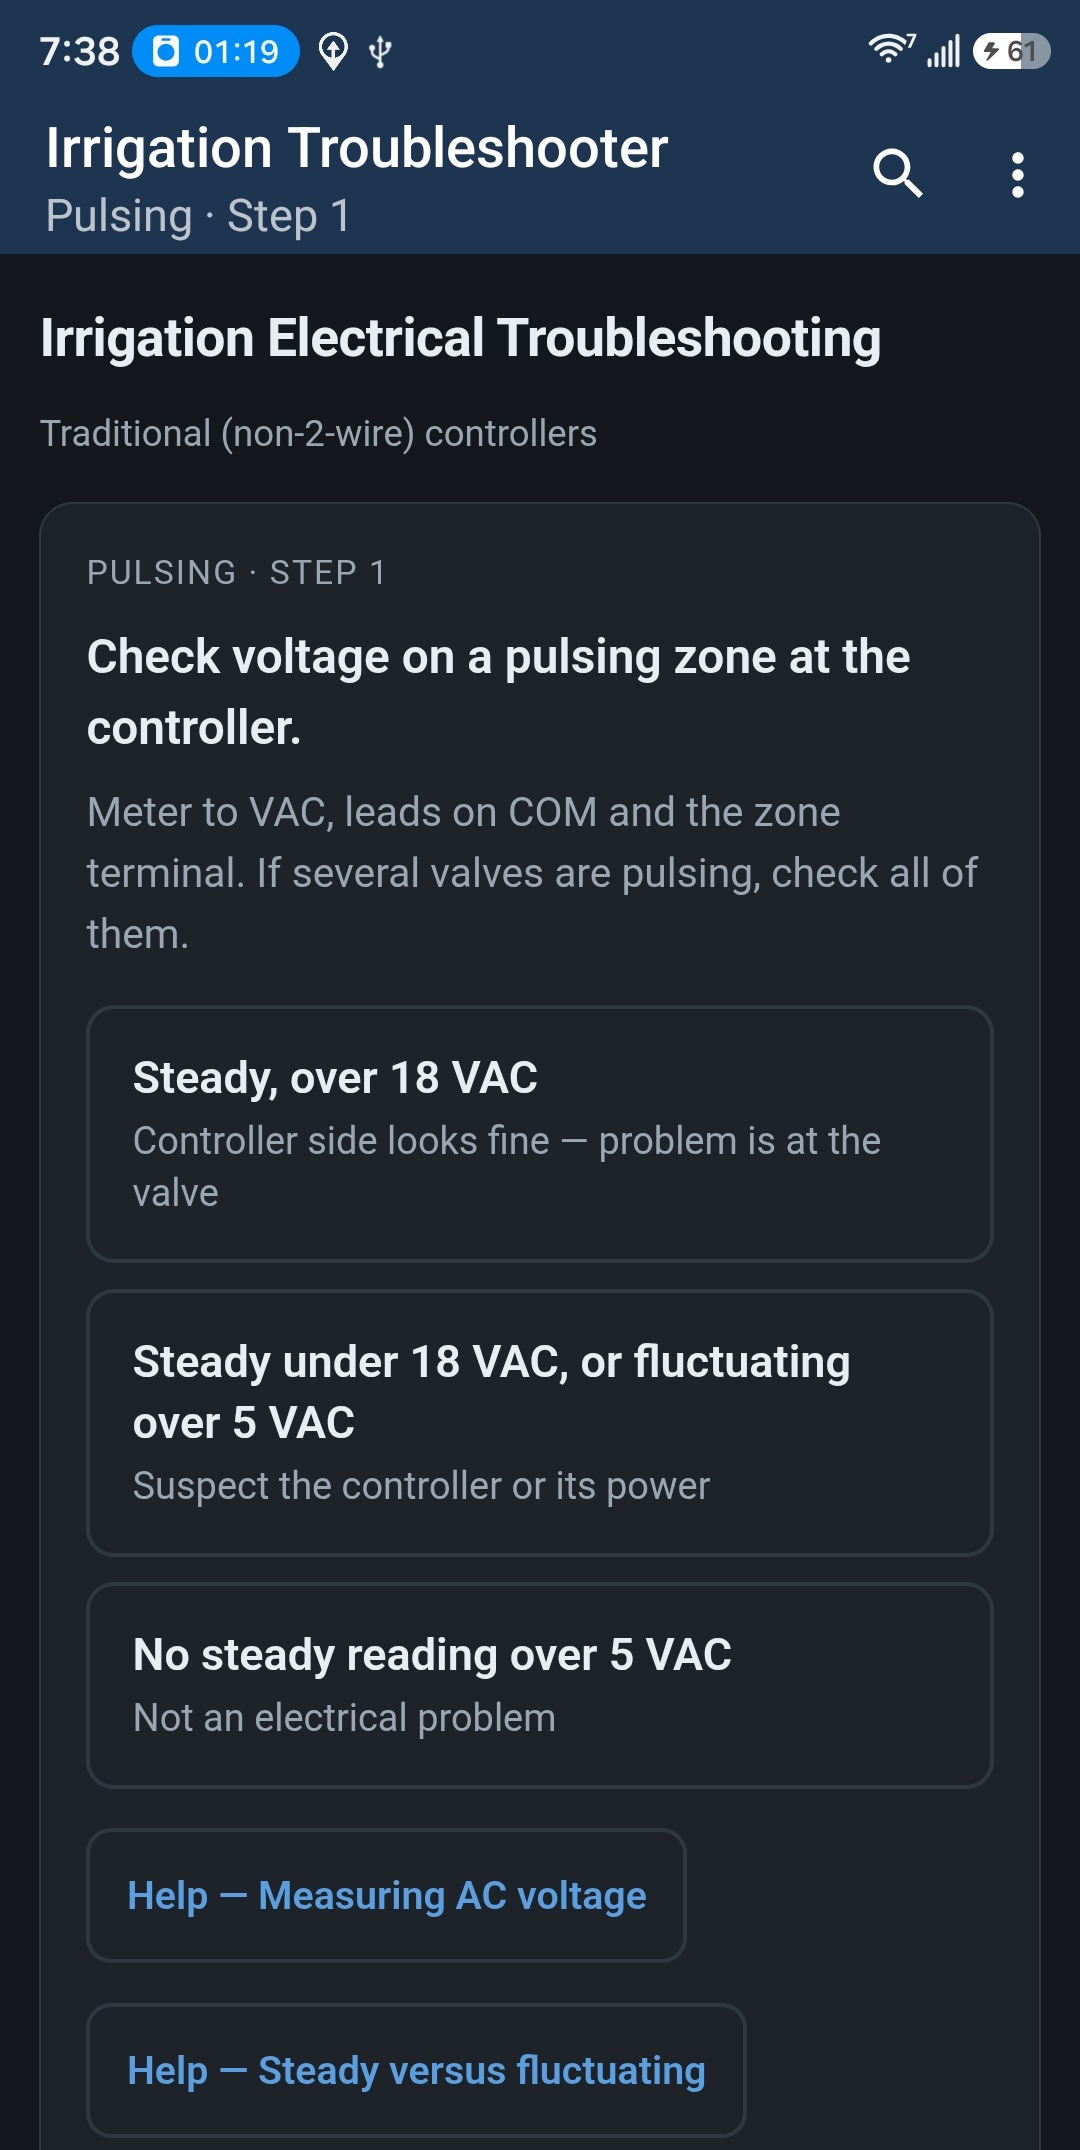 7:38 01:19 7 61
Irrigation Troubleshooter
Pulsing · Step 1
Irrigation Electrical Troubleshooting
Traditional (non-2-wire) controllers
PULSING · STEP 1
Check voltage on a pulsing zone at the
controller.
Meter to VAC, leads on COM and the zone
terminal. If several valves are pulsing, check all of
them.
Steady, over 18 VAC
Controller side looks fine — problem is at the
valve
Steady under 18 VAC, or fluctuating
over 5 VAC
Suspect the controller or its power
No steady reading over 5 VAC
Not an electrical problem
Help — Measuring AC voltage
Help — Steady versus fluctuating